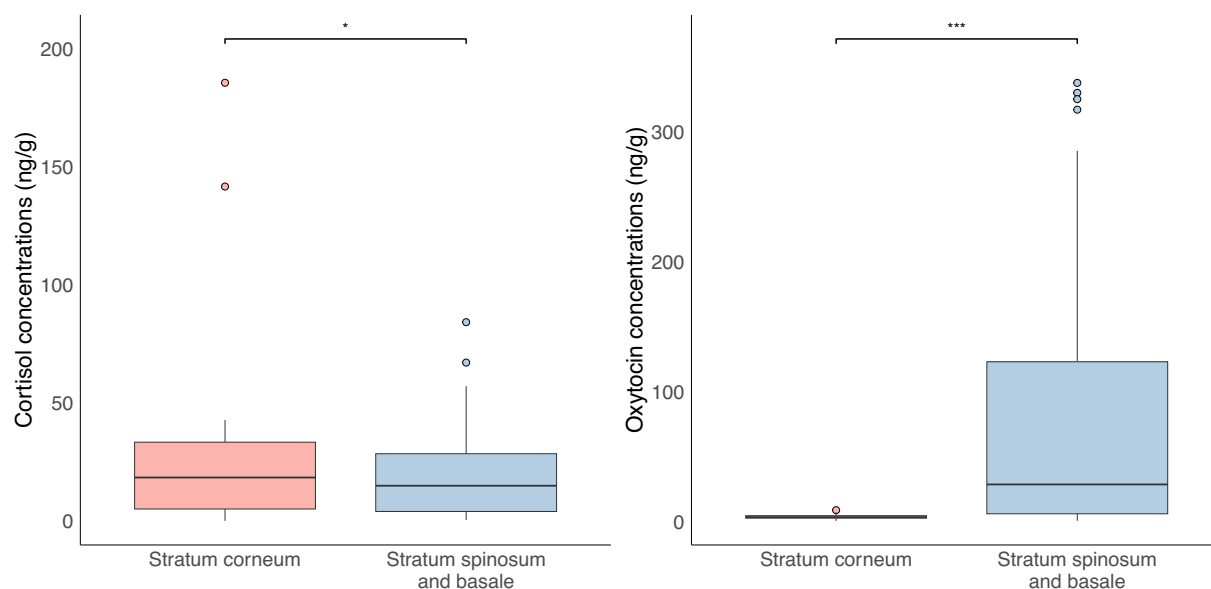 *
200
150
100
50
0
Cortisol concentrations (ng/g)
Stratum corneum
Stratum spinosum
and basale
***
300
200
100
0
Oxytocin concentrations (ng/g)
Stratum corneum
Stratum spinosum
and basale